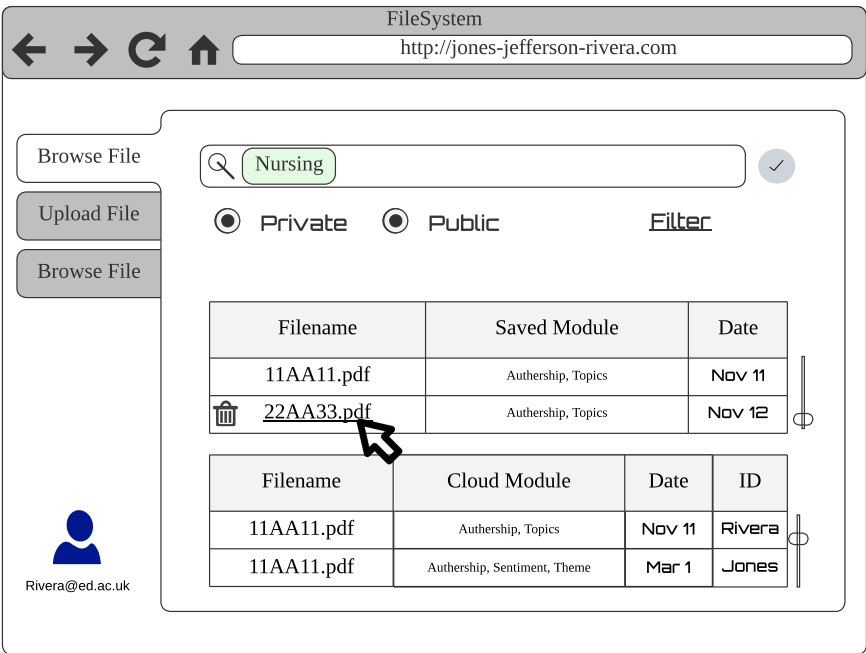 FileSystem
http://jones-jefferson-rivera.com
Browse File
Upload File
Browse File
Nursing
Private Public Filter
Filename Saved Module Date
11AA11.pdf Authership, Topics Nov 11
22AA33.pdf Authership, Topics Nov 12
Filename Cloud Module Date ID
11AA11.pdf Authership, Topics Nov 11 Rivera
11AA11.pdf Authership, Sentiment, Theme Mar 1 Jones
Rivera@ed.ac.uk